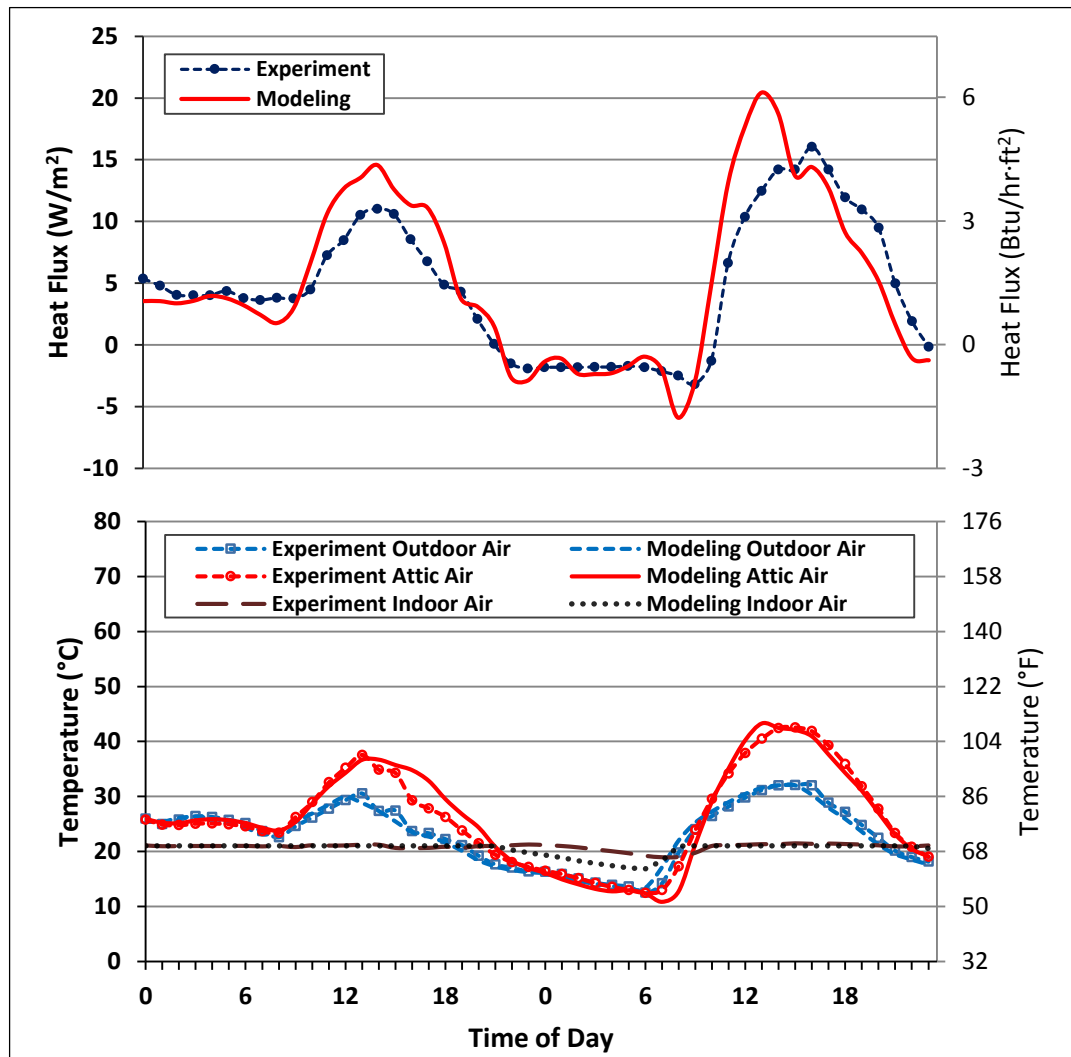 25
20
15
10
5
0
-5
-10
Heat Flux (W/m²)
Experiment
Modeling
6
3
0
-3
Heat Flux (Btu/hr·ft²)
80
70
60
50
40
30
20
10
0
Temperature (°C)
Experiment Outdoor Air Modeling Outdoor Air
Experiment Attic Air Modeling Attic Air
Experiment Indoor Air Modeling Indoor Air
176
158
140
122
104
86
68
50
32
Temerature (°F)
0 6 12 18 0 6 12 18
Time of Day